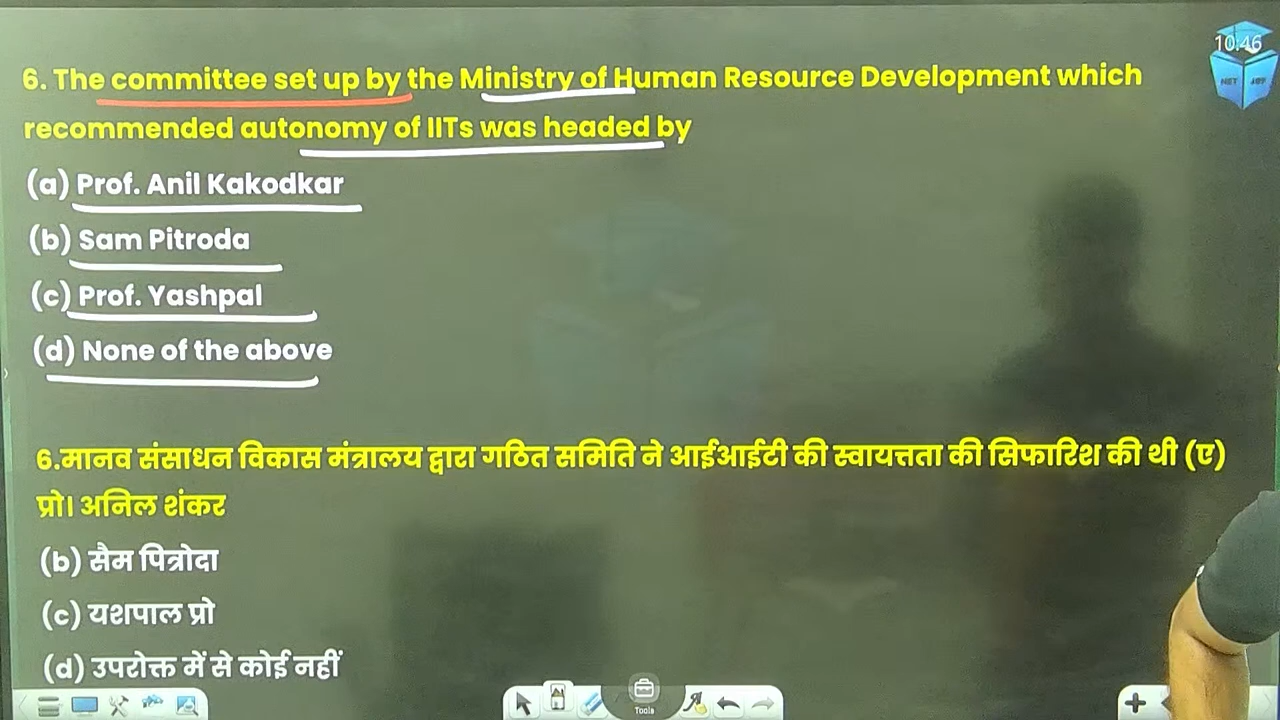 10:46
NET JRF
6. The committee set up by the Ministry of Human Resource Development which
recommended autonomy of IITs was headed by
(a) Prof. Anil Kakodkar
(b) Sam Pitroda
(c) Prof. Yashpal
(d) None of the above
6.मानव संसाधन विकास मंत्रालय द्वारा गठित समिति ने आईआईटी की स्वायत्तता की सिफारिश की थी (ए)
प्रो। अनिल शंकर
(b) सैम पित्रोदा
(c) यशपाल प्रो
(d) उपरोक्त में से कोई नहीं
Tools